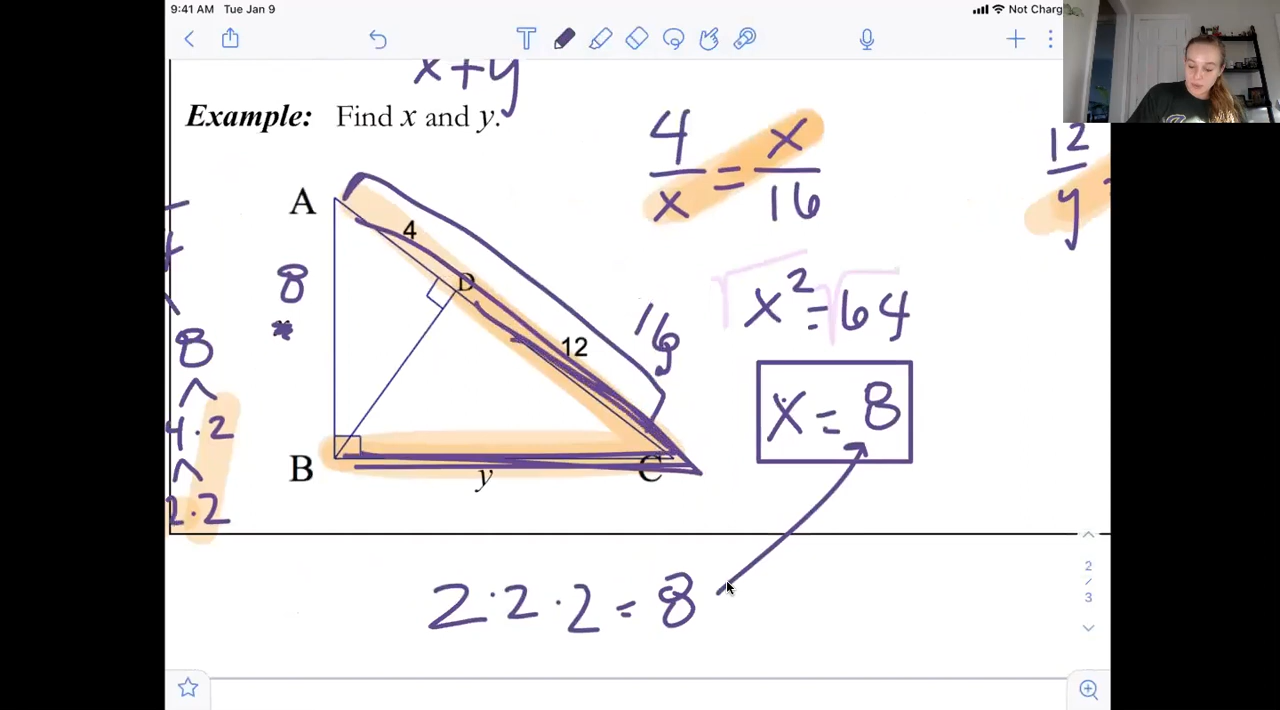 9:41 AM Tue Jan 9
Not Charg
x+y
Example: Find x and y.
4/x = x/16
12/y
A
4
8
D
16
x² = 64
12
8
4·2
x = 8
B
y
C
2·2
2
/
3
2·2·2=8